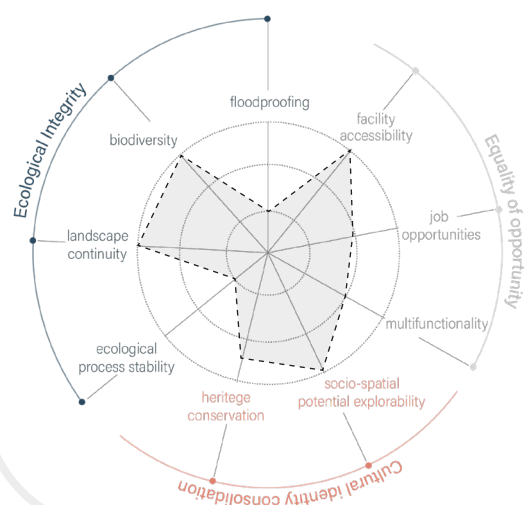 Ecological Integrity
floodproofing
biodiversity
landscape
continuity
ecological
process stability
facility
accessibility
job
opportunities
multifunctionality
Equality of opportunity
heritege
conservation
socio-spatial
potential explorability
Cultural identity consolidation